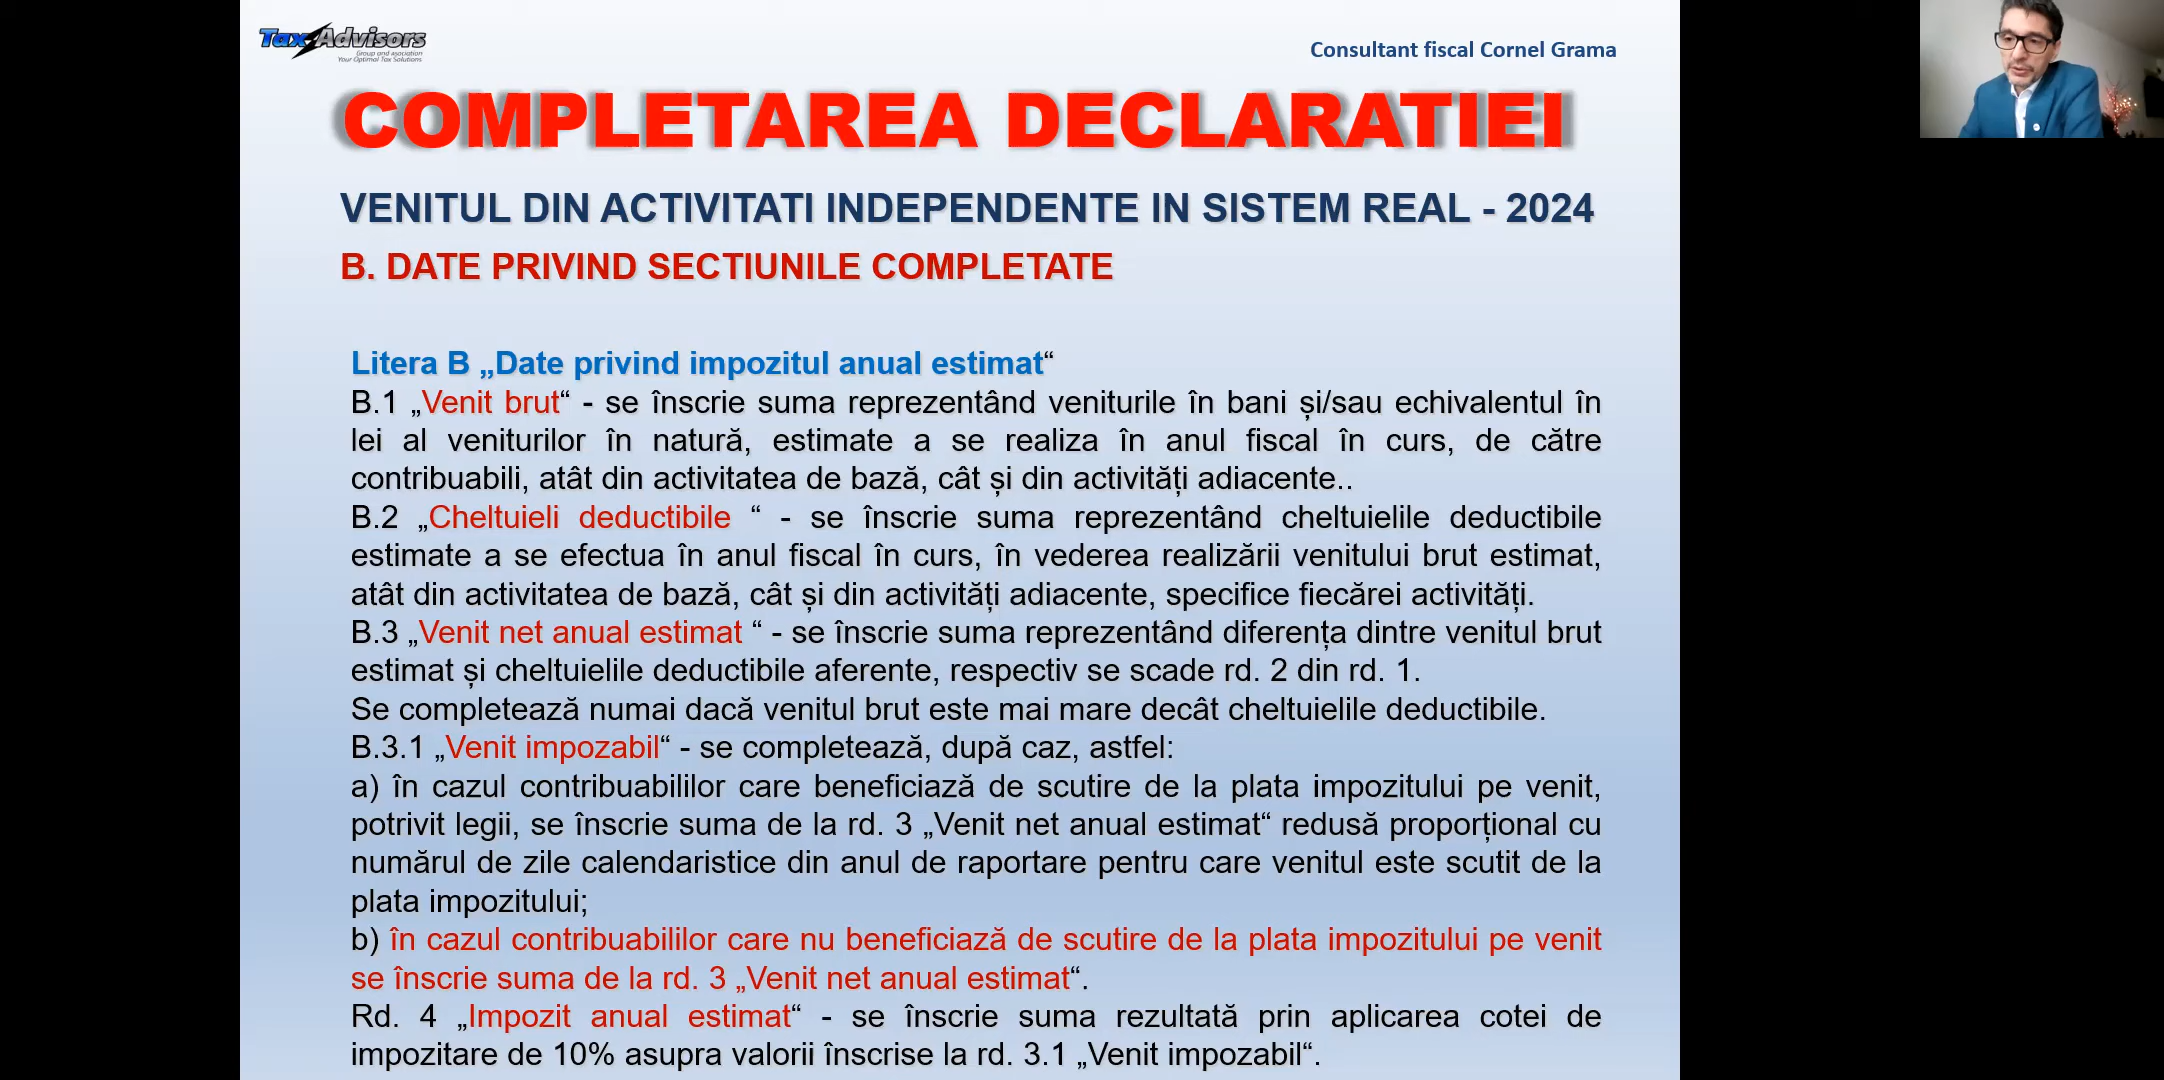 Tax Advisors
Group and asociation
Your Optimal Tax Solutions
Consultant fiscal Cornel Grama
COMPLETAREA DECLARATIEI
VENITUL DIN ACTIVITATI INDEPENDENTE IN SISTEM REAL - 2024
B. DATE PRIVIND SECTIUNILE COMPLETATE
Litera B „Date privind impozitul anual estimat“
B.1 „Venit brut“ - se înscrie suma reprezentând veniturile în bani și/sau echivalentul în
lei al veniturilor în natură, estimate a se realiza în anul fiscal în curs, de către
contribuabili, atât din activitatea de bază, cât și din activități adiacente..
B.2 „Cheltuieli deductibile “ - se înscrie suma reprezentând cheltuielile deductibile
estimate a se efectua în anul fiscal în curs, în vederea realizării venitului brut estimat,
atât din activitatea de bază, cât și din activități adiacente, specifice fiecărei activități.
B.3 „Venit net anual estimat “ - se înscrie suma reprezentând diferența dintre venitul brut
estimat și cheltuielile deductibile aferente, respectiv se scade rd. 2 din rd. 1.
Se completează numai dacă venitul brut este mai mare decât cheltuielile deductibile.
B.3.1 „Venit impozabil“ - se completează, după caz, astfel:
a) în cazul contribuabililor care beneficiază de scutire de la plata impozitului pe venit,
potrivit legii, se înscrie suma de la rd. 3 „Venit net anual estimat“ redusă proporțional cu
numărul de zile calendaristice din anul de raportare pentru care venitul este scutit de la
plata impozitului;
b) în cazul contribuabililor care nu beneficiază de scutire de la plata impozitului pe venit
se înscrie suma de la rd. 3 „Venit net anual estimat“.
Rd. 4 „Impozit anual estimat“ - se înscrie suma rezultată prin aplicarea cotei de
impozitare de 10% asupra valorii înscrise la rd. 3.1 „Venit impozabil“.